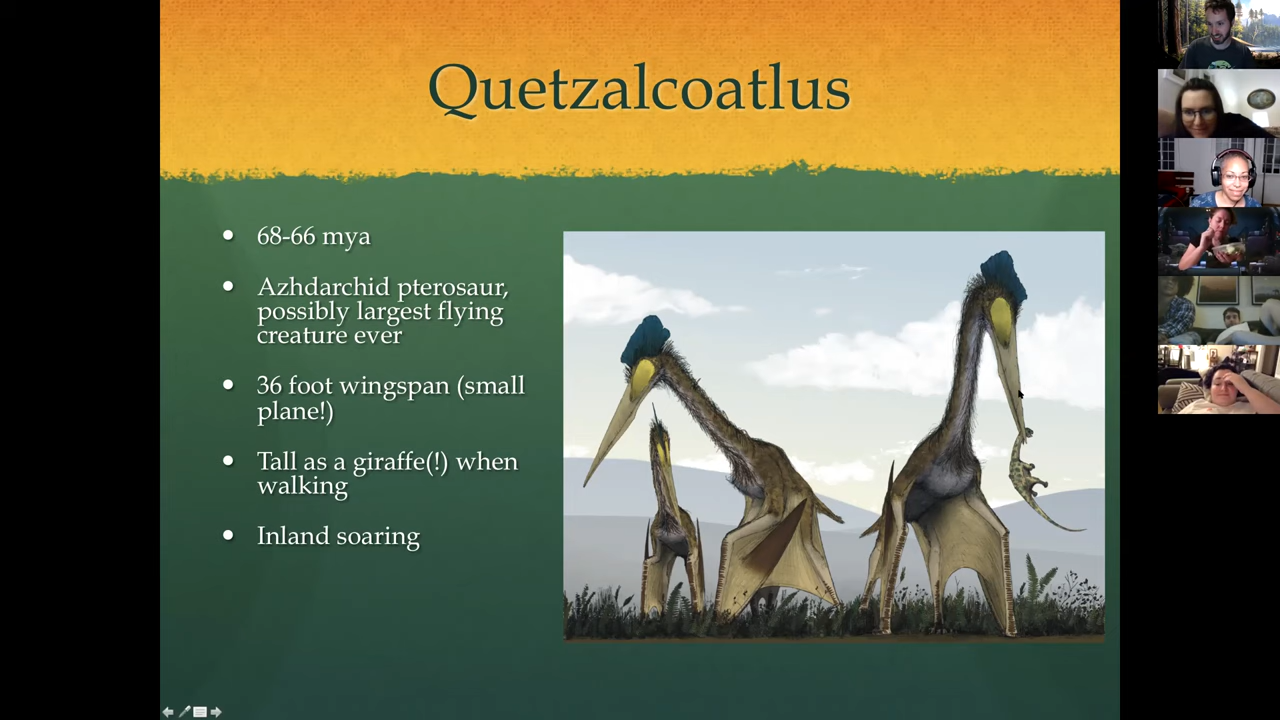 Quetzalcoatlus
68-66 mya
Azhdarchid pterosaur,
possibly largest flying
creature ever
36 foot wingspan (small
plane!)
Tall as a giraffe(!) when
walking
Inland soaring